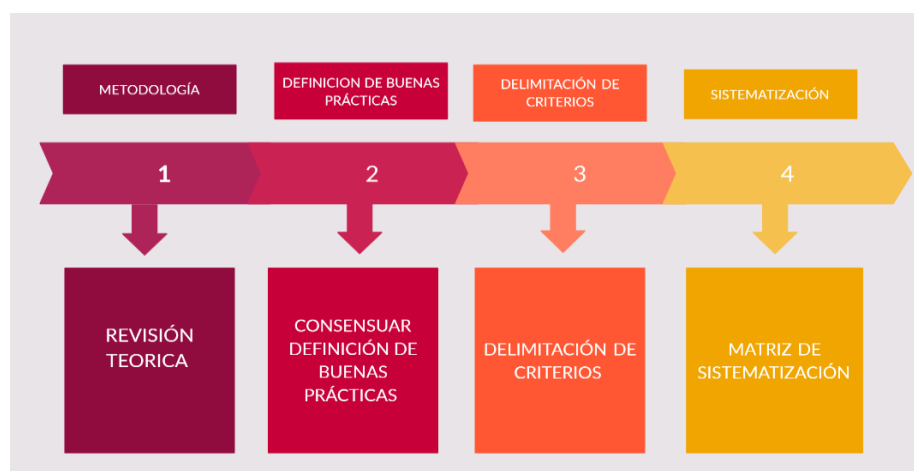 METODOLOGÍA
DEFINICION DE BUENAS
PRÁCTICAS
DELIMITACIÓN DE
CRITERIOS
SISTEMATIZACIÓN
1
2
3
4
REVISIÓN
TEORICA
CONSENSUAR
DEFINICIÓN DE
BUENAS
PRÁCTICAS
DELIMITACIÓN DE
CRITERIOS
MATRIZ DE
SISTEMATIZACIÓN